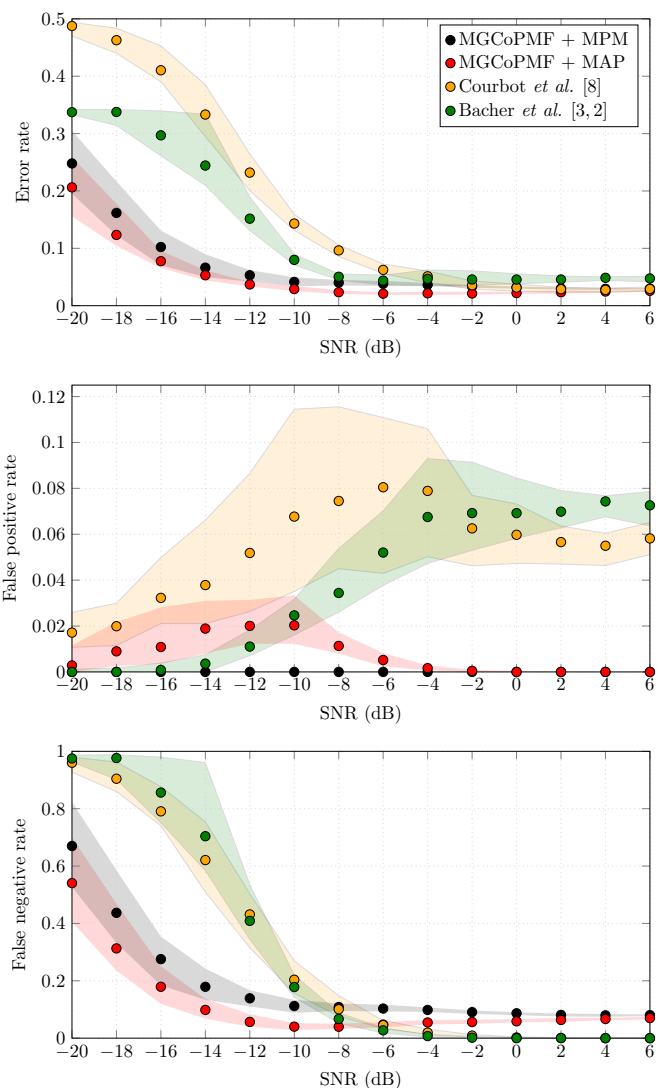 0.5
0.4
0.3
0.2
0.1
0
Error rate
MGCoPMF + MPM
MGCoPMF + MAP
Courbot et al. [8]
Bacher et al. [3, 2]
−20 −18 −16 −14 −12 −10 −8 −6 −4 −2 0 2 4 6
SNR (dB)
0.12
0.1
0.08
0.06
0.04
0.02
0
False positive rate
−20 −18 −16 −14 −12 −10 −8 −6 −4 −2 0 2 4 6
SNR (dB)
1
0.8
0.6
0.4
0.2
0
False negative rate
−20 −18 −16 −14 −12 −10 −8 −6 −4 −2 0 2 4 6
SNR (dB)